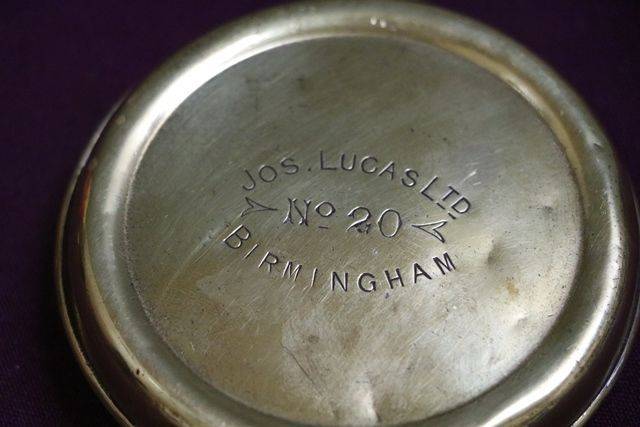 JOS. LUCAS LTD
No 20
BIRMINGHAM